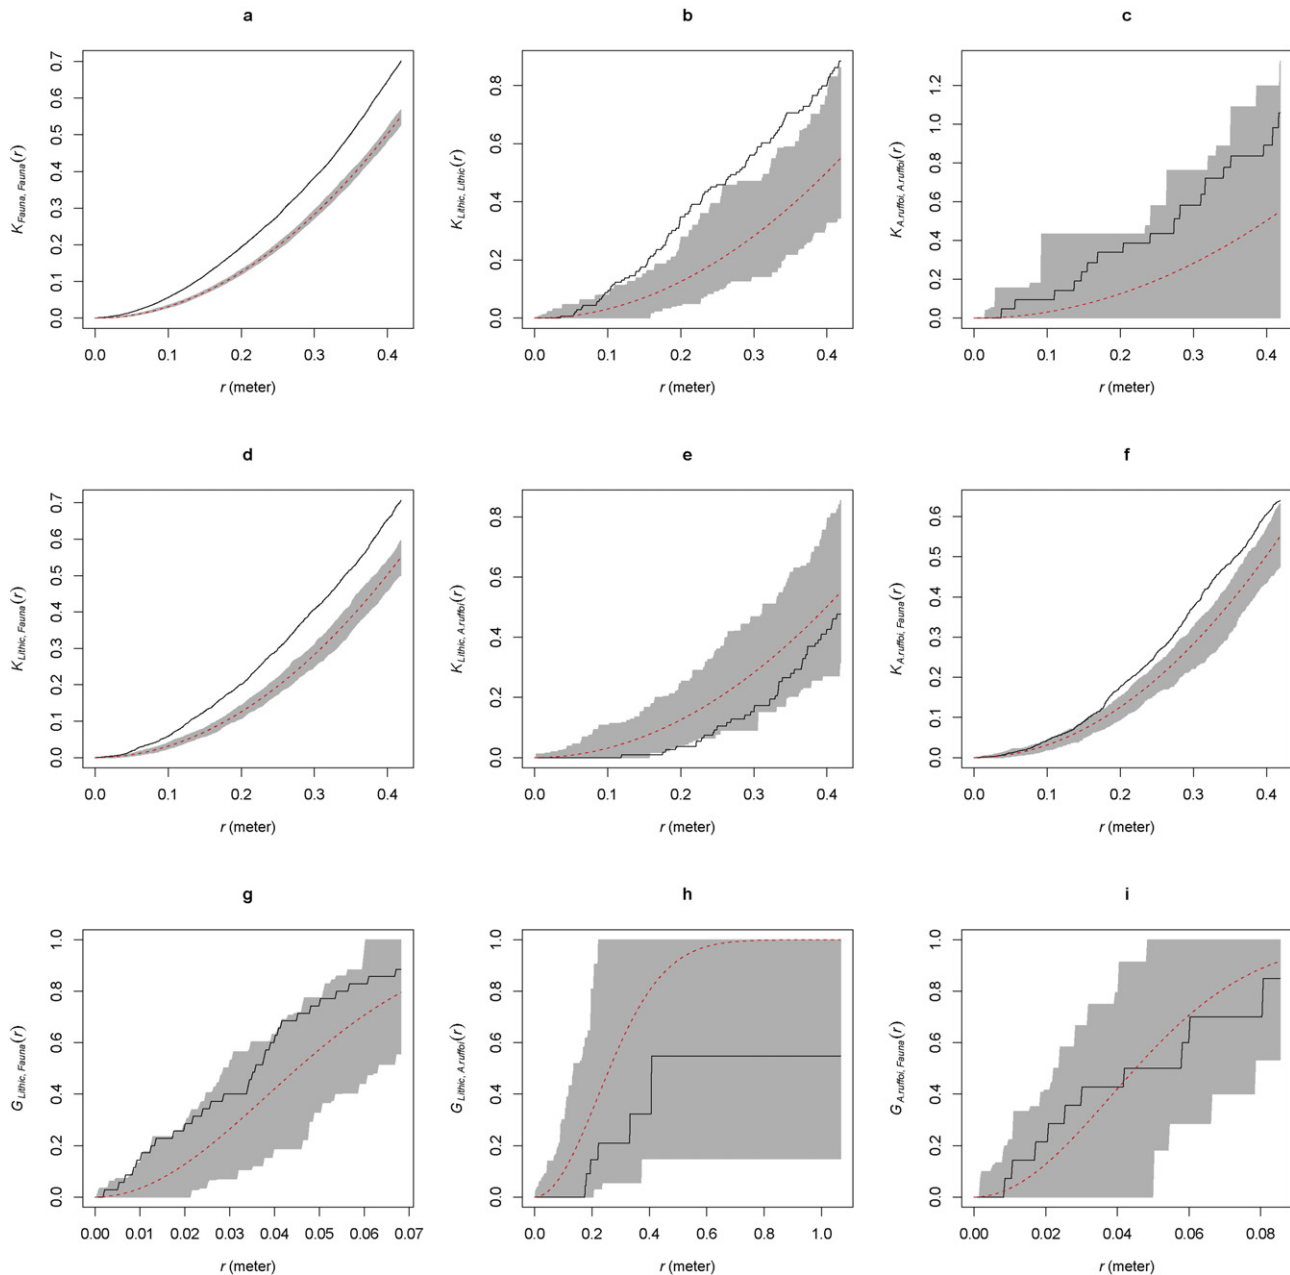 a
K Fauna, Fauna (r)
0.0 0.1 0.2 0.3 0.4 0.5 0.6 0.7
0.0 0.1 0.2 0.3 0.4
r (meter)
b
K Lithic, Lithic (r)
0.0 0.2 0.4 0.6 0.8
0.0 0.1 0.2 0.3 0.4
r (meter)
c
K A.ruffoi, A.ruffoi (r)
0.0 0.2 0.4 0.6 0.8 1.0 1.2
0.0 0.1 0.2 0.3 0.4
r (meter)
d
K Lithic, Fauna (r)
0.0 0.1 0.2 0.3 0.4 0.5 0.6 0.7
0.0 0.1 0.2 0.3 0.4
r (meter)
e
K Lithic, A.ruffoi (r)
0.0 0.2 0.4 0.6 0.8
0.0 0.1 0.2 0.3 0.4
r (meter)
f
K A.ruffoi, Fauna (r)
0.0 0.1 0.2 0.3 0.4 0.5 0.6
0.0 0.1 0.2 0.3 0.4
r (meter)
g
G Lithic, Fauna (r)
0.0 0.2 0.4 0.6 0.8 1.0
0.00 0.01 0.02 0.03 0.04 0.05 0.06 0.07
r (meter)
h
G Lithic, A.ruffoi (r)
0.0 0.2 0.4 0.6 0.8 1.0
0.0 0.2 0.4 0.6 0.8 1.0
r (meter)
i
G A.ruffoi, Fauna (r)
0.0 0.2 0.4 0.6 0.8 1.0
0.00 0.02 0.04 0.06 0.08
r (meter)